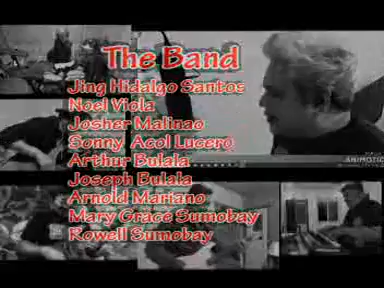 The Band
Jing Hidalgo Santos
Noel Viola
Josher Malinao
Sonny Acol Lucero
Arthur Bulala
Joseph Bulala
Arnold Mariano
Mary Grace Sumobay
Rowell Sumobay